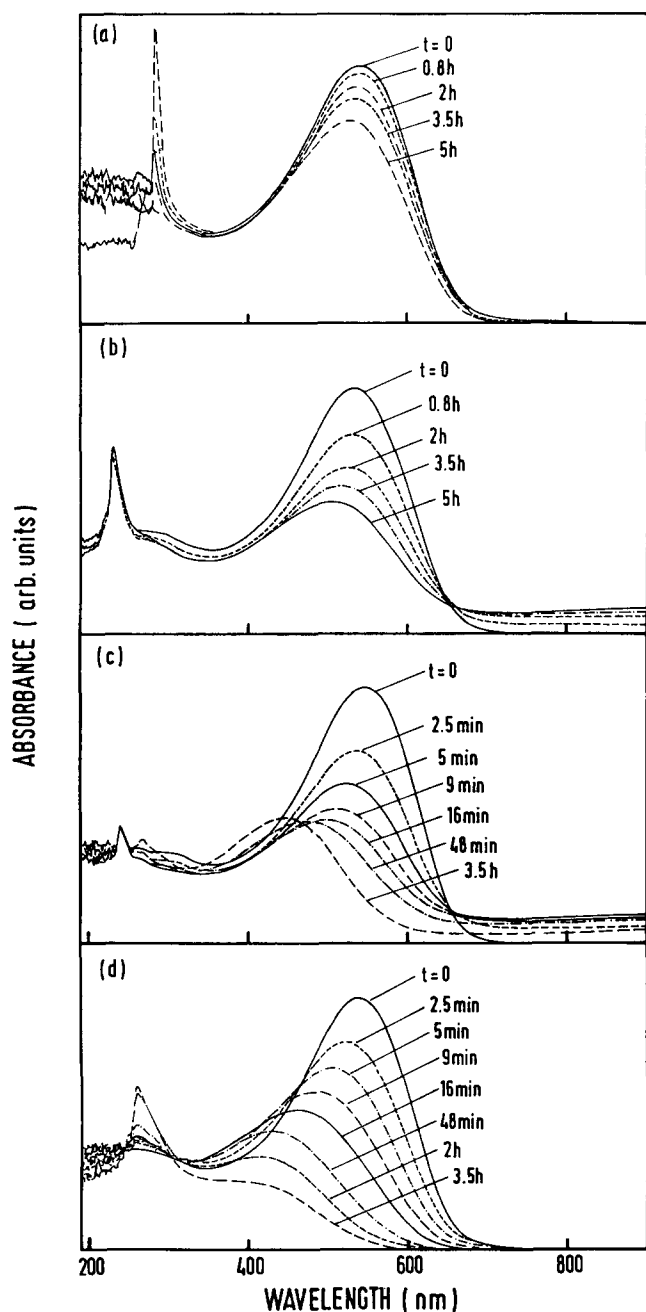 (a)
t=0
0.8h
2h
3.5h
5h
(b)
t=0
0.8h
2h
3.5h
5h
(c)
t=0
2.5 min
5 min
9 min
16min
48 min
3.5h
(d)
t=0
2.5min
5min
9min
16min
48min
2h
3.5h
ABSORBANCE ( arb. units)
200
400
600
800
WAVELENGTH ( nm)